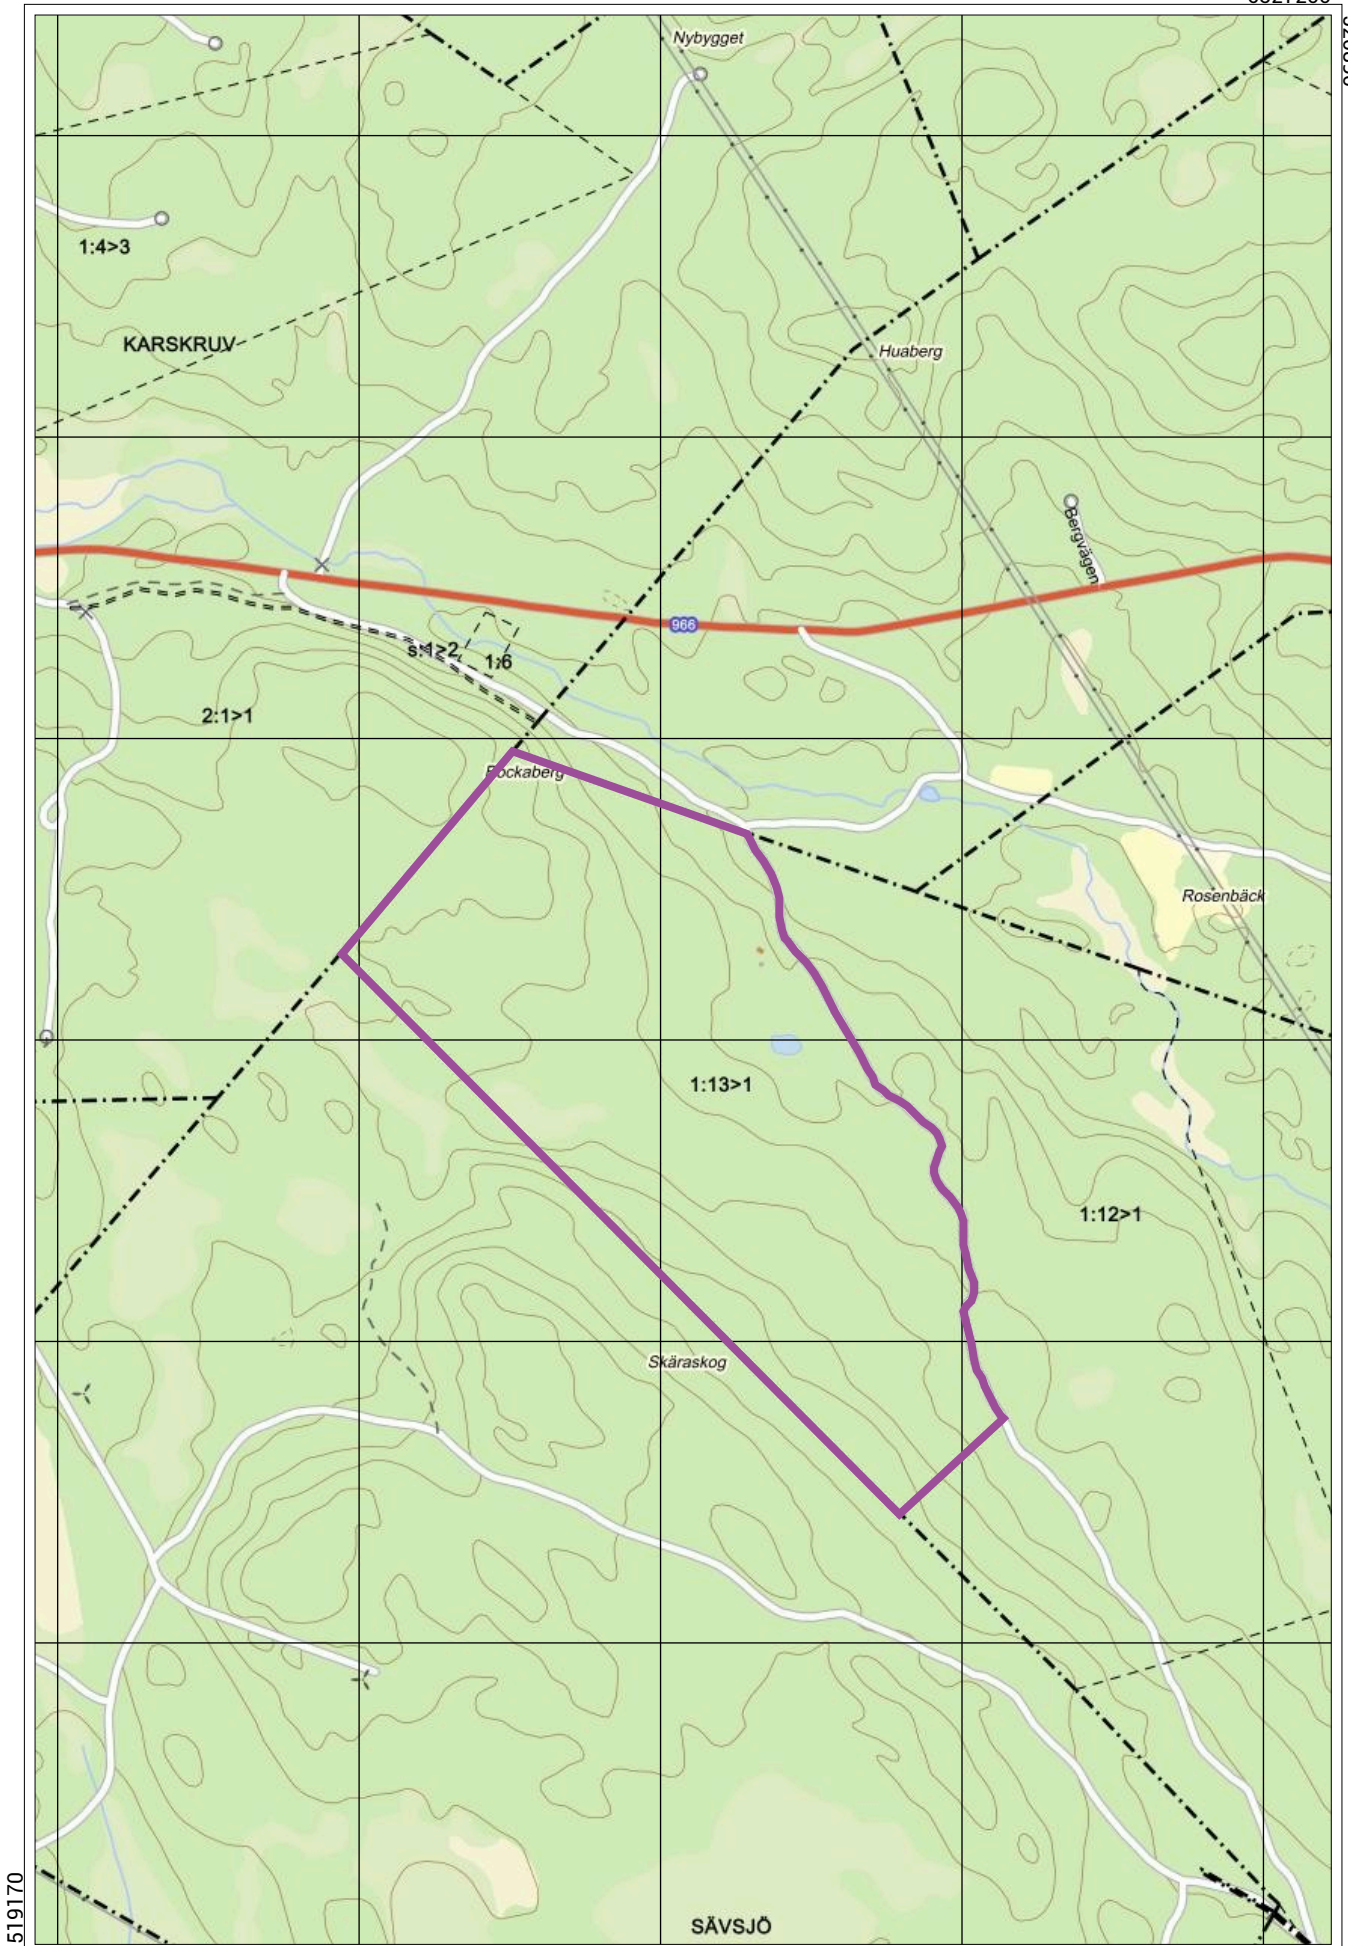 Nybygget
1:4>3
KARSKRUV
Huaberg
Bergvägen
966
s:1>2
1:6
2:1>1
Rosenbäck
1:13>1
1:12>1
Skäraskog
519170
SÄVSJÖ